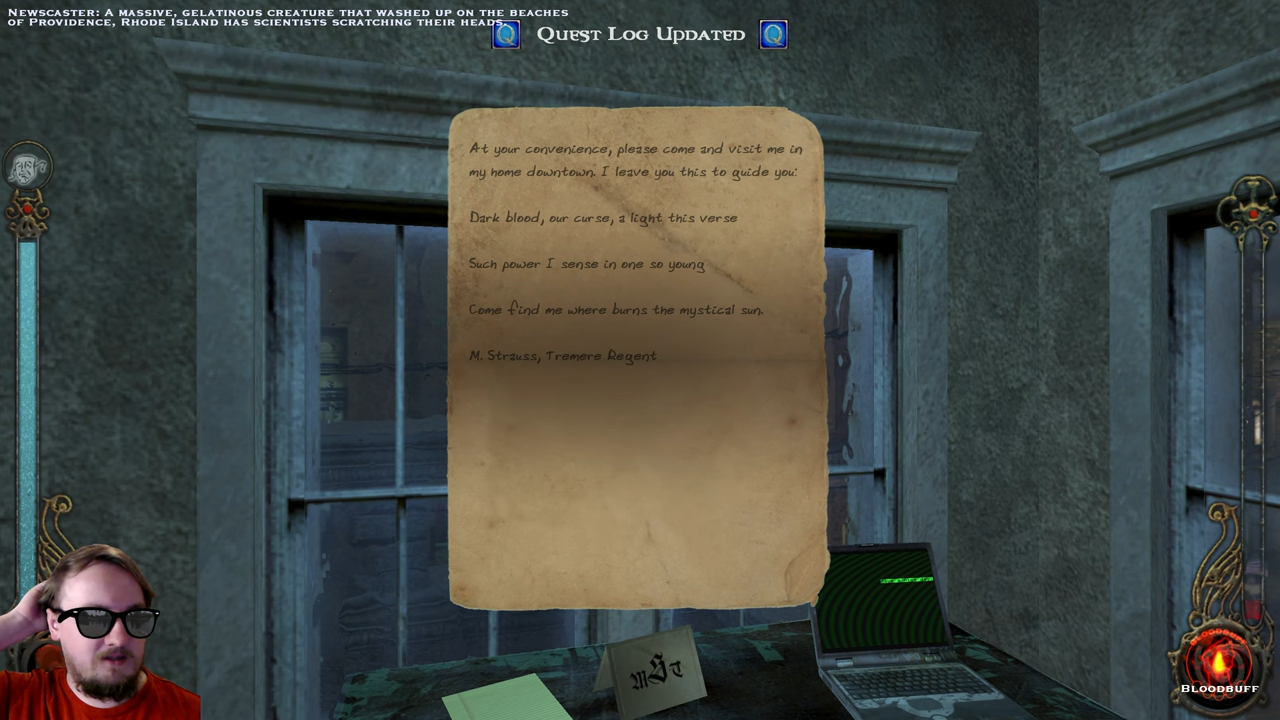 Newscaster: A massive, gelatinous creature that washed up on the beaches
of Providence, Rhode Island has scientists scratching their heads.
Quest Log Updated
At your convenience, please come and visit me in
my home downtown. I leave you this to guide you:
Dark blood, our curse, a light this verse
Such power I sense in one so young
Come find me where burns the mystical sun.
M. Strauss, Tremere Regent
MST
Bloodbuff
Bloodbuff